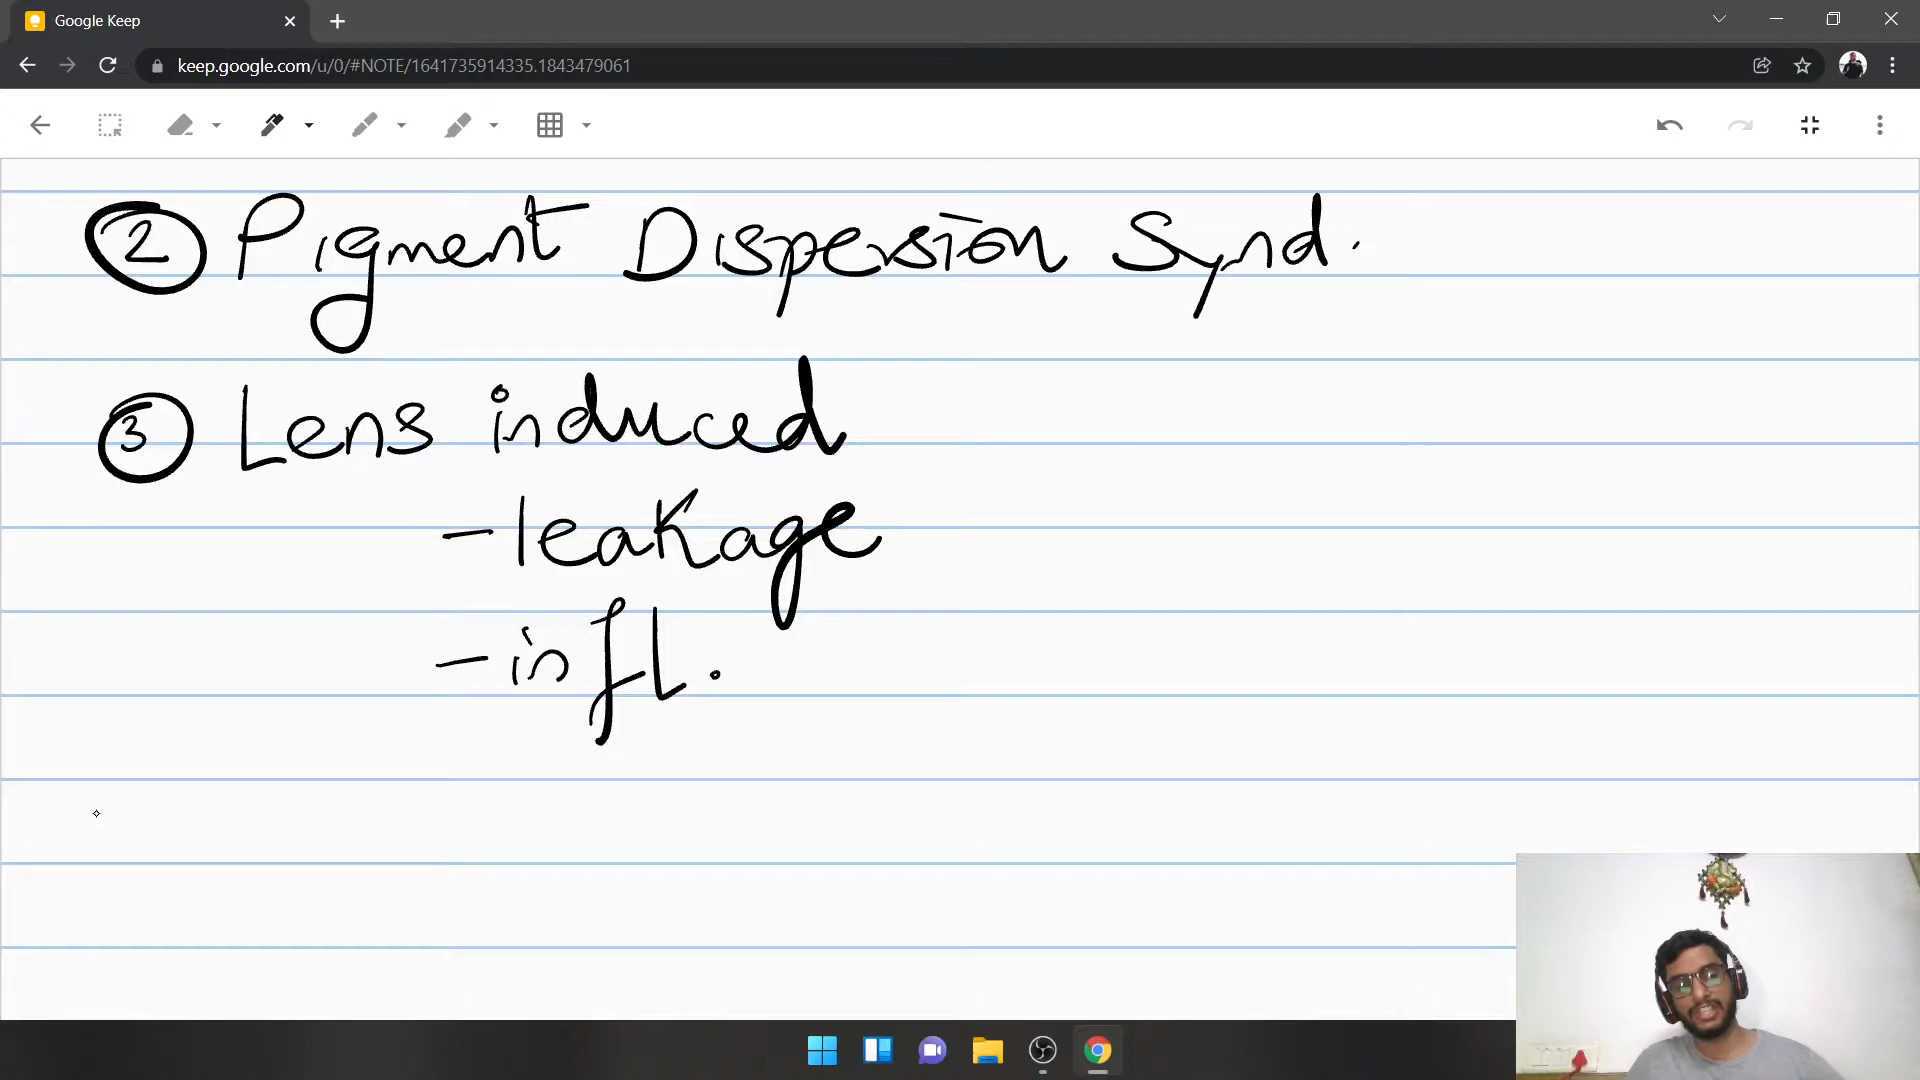 Google Keep
keep.google.com/u/0/#NOTE/1641735914335.1843479061
② Pigment Dispersion Synd.
③ Lens induced
- leakage
- infl.